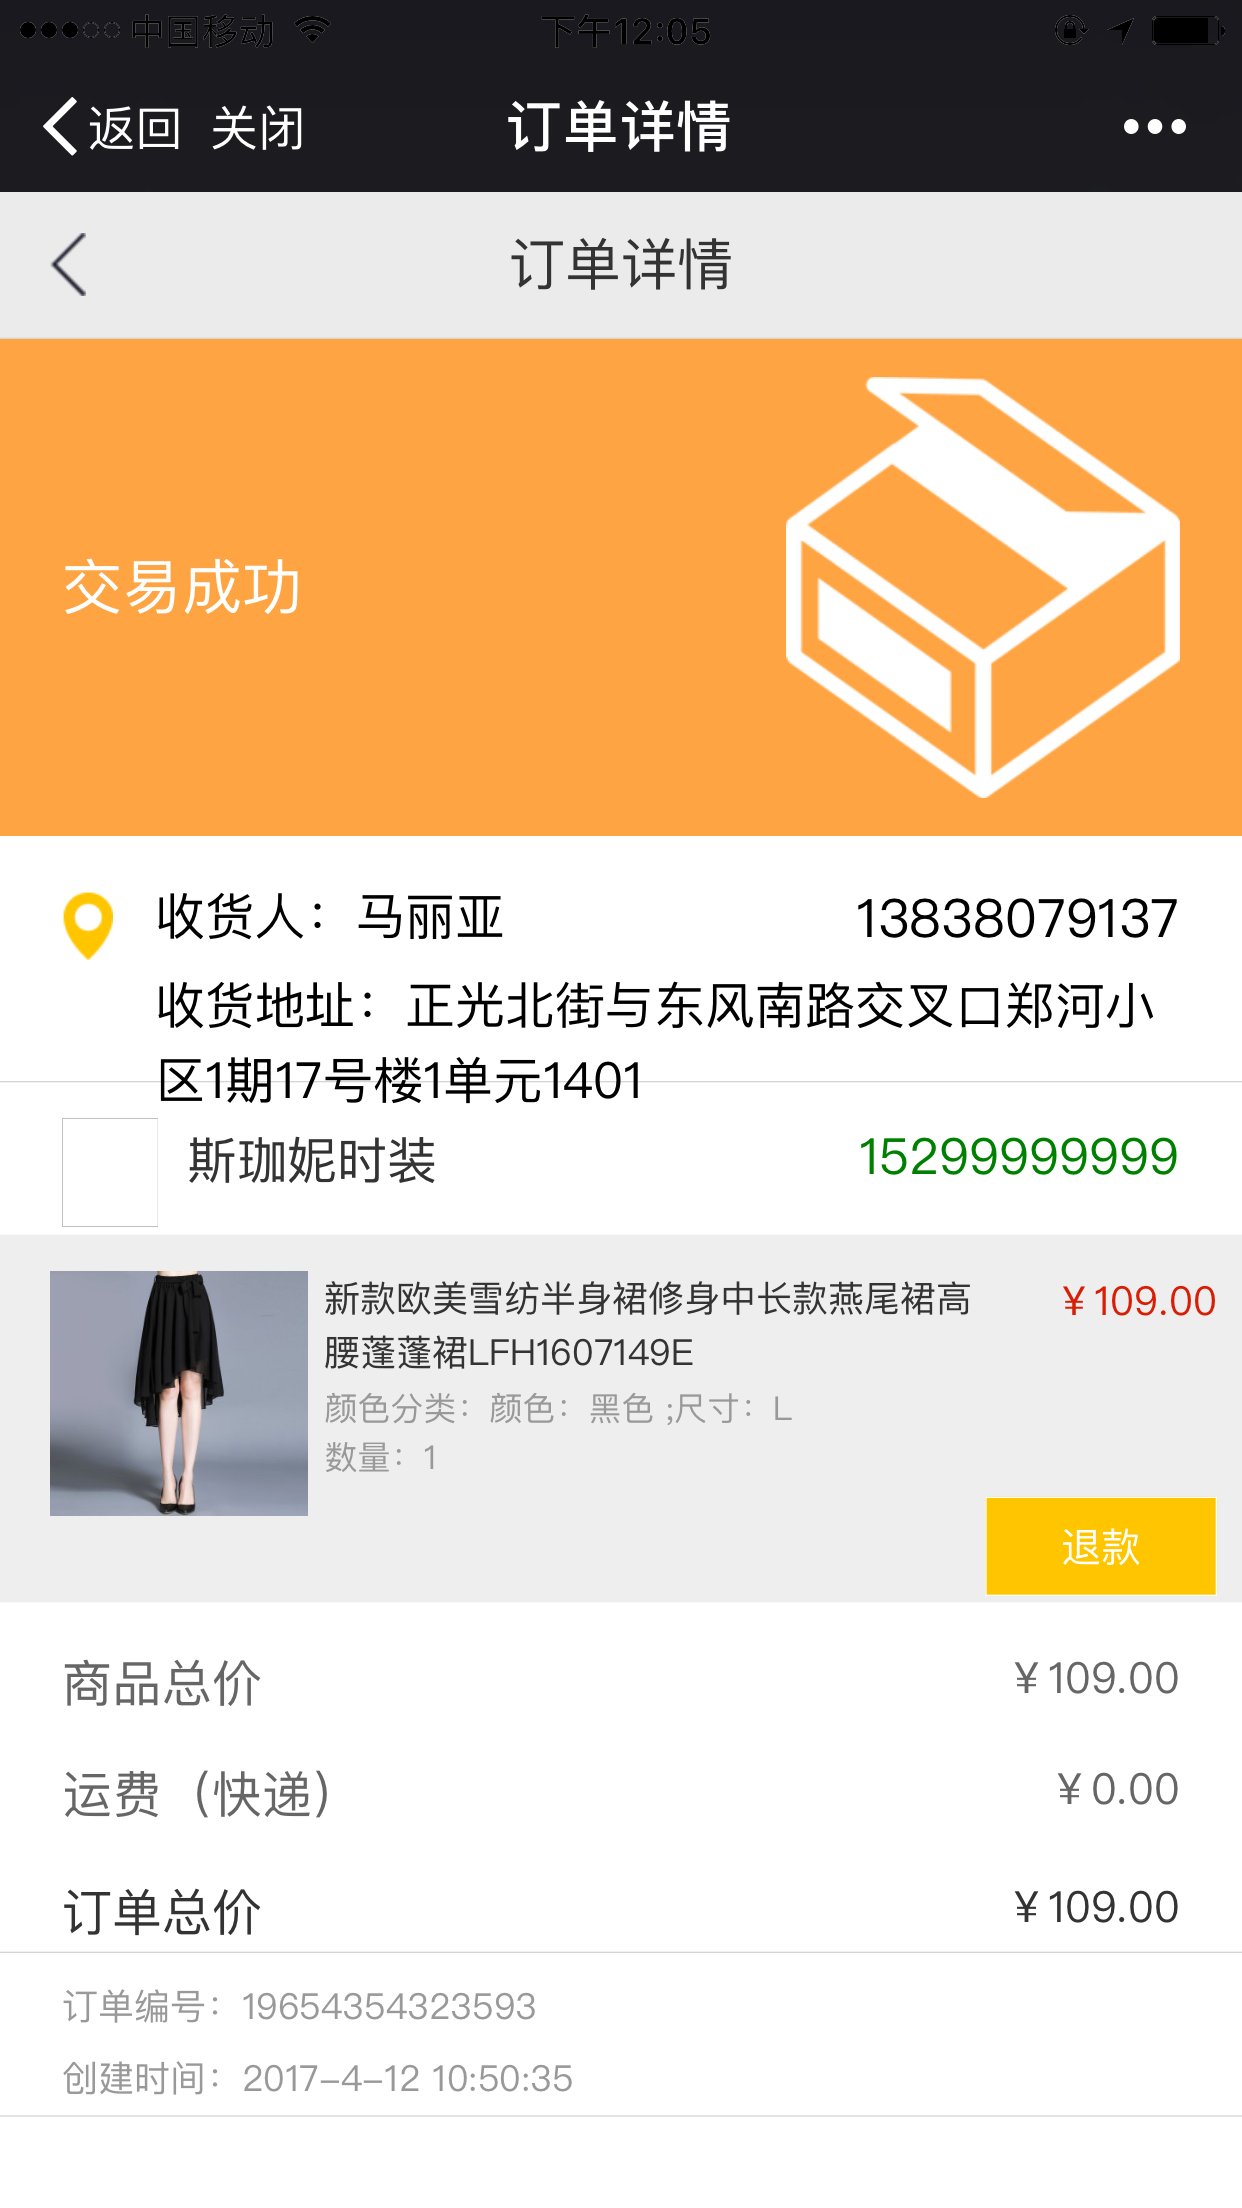 中国移动 下午12:05
返回 关闭 订单详情
订单详情
交易成功
收货人：马丽亚 13838079137
收货地址：正光北街与东风南路交叉口郑河小
区1期17号楼1单元1401
斯珈妮时装 15299999999
新款欧美雪纺半身裙修身中长款燕尾裙高 ￥109.00
腰蓬蓬裙LFH1607149E
颜色分类：颜色：黑色 ;尺寸：L
数量：1
退款
商品总价 ￥109.00
运费（快递） ￥0.00
订单总价 ￥109.00
订单编号：19654354323593
创建时间：2017-4-12 10:50:35